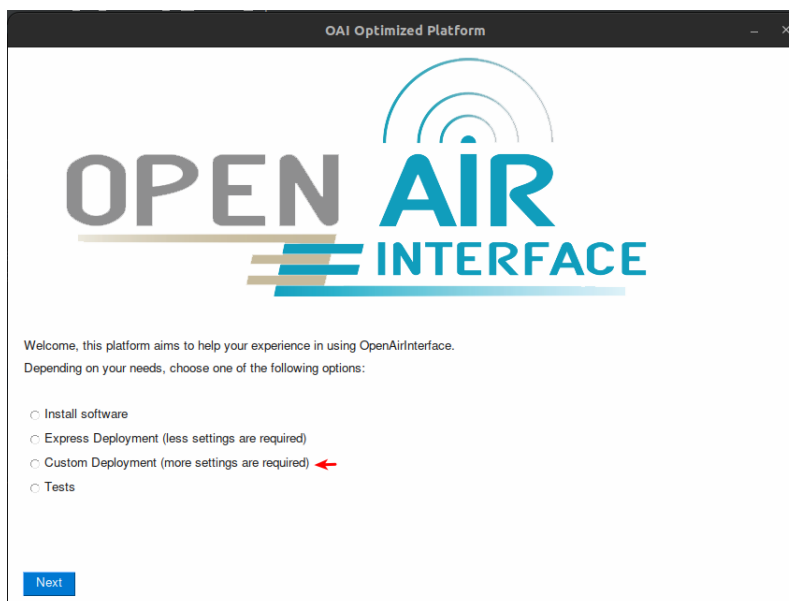 OAI Optimized Platform
OPEN AIR
INTERFACE
Welcome, this platform aims to help your experience in using OpenAirInterface.
Depending on your needs, choose one of the following options:
Install software
Express Deployment (less settings are required)
Custom Deployment (more settings are required)
Tests
Next